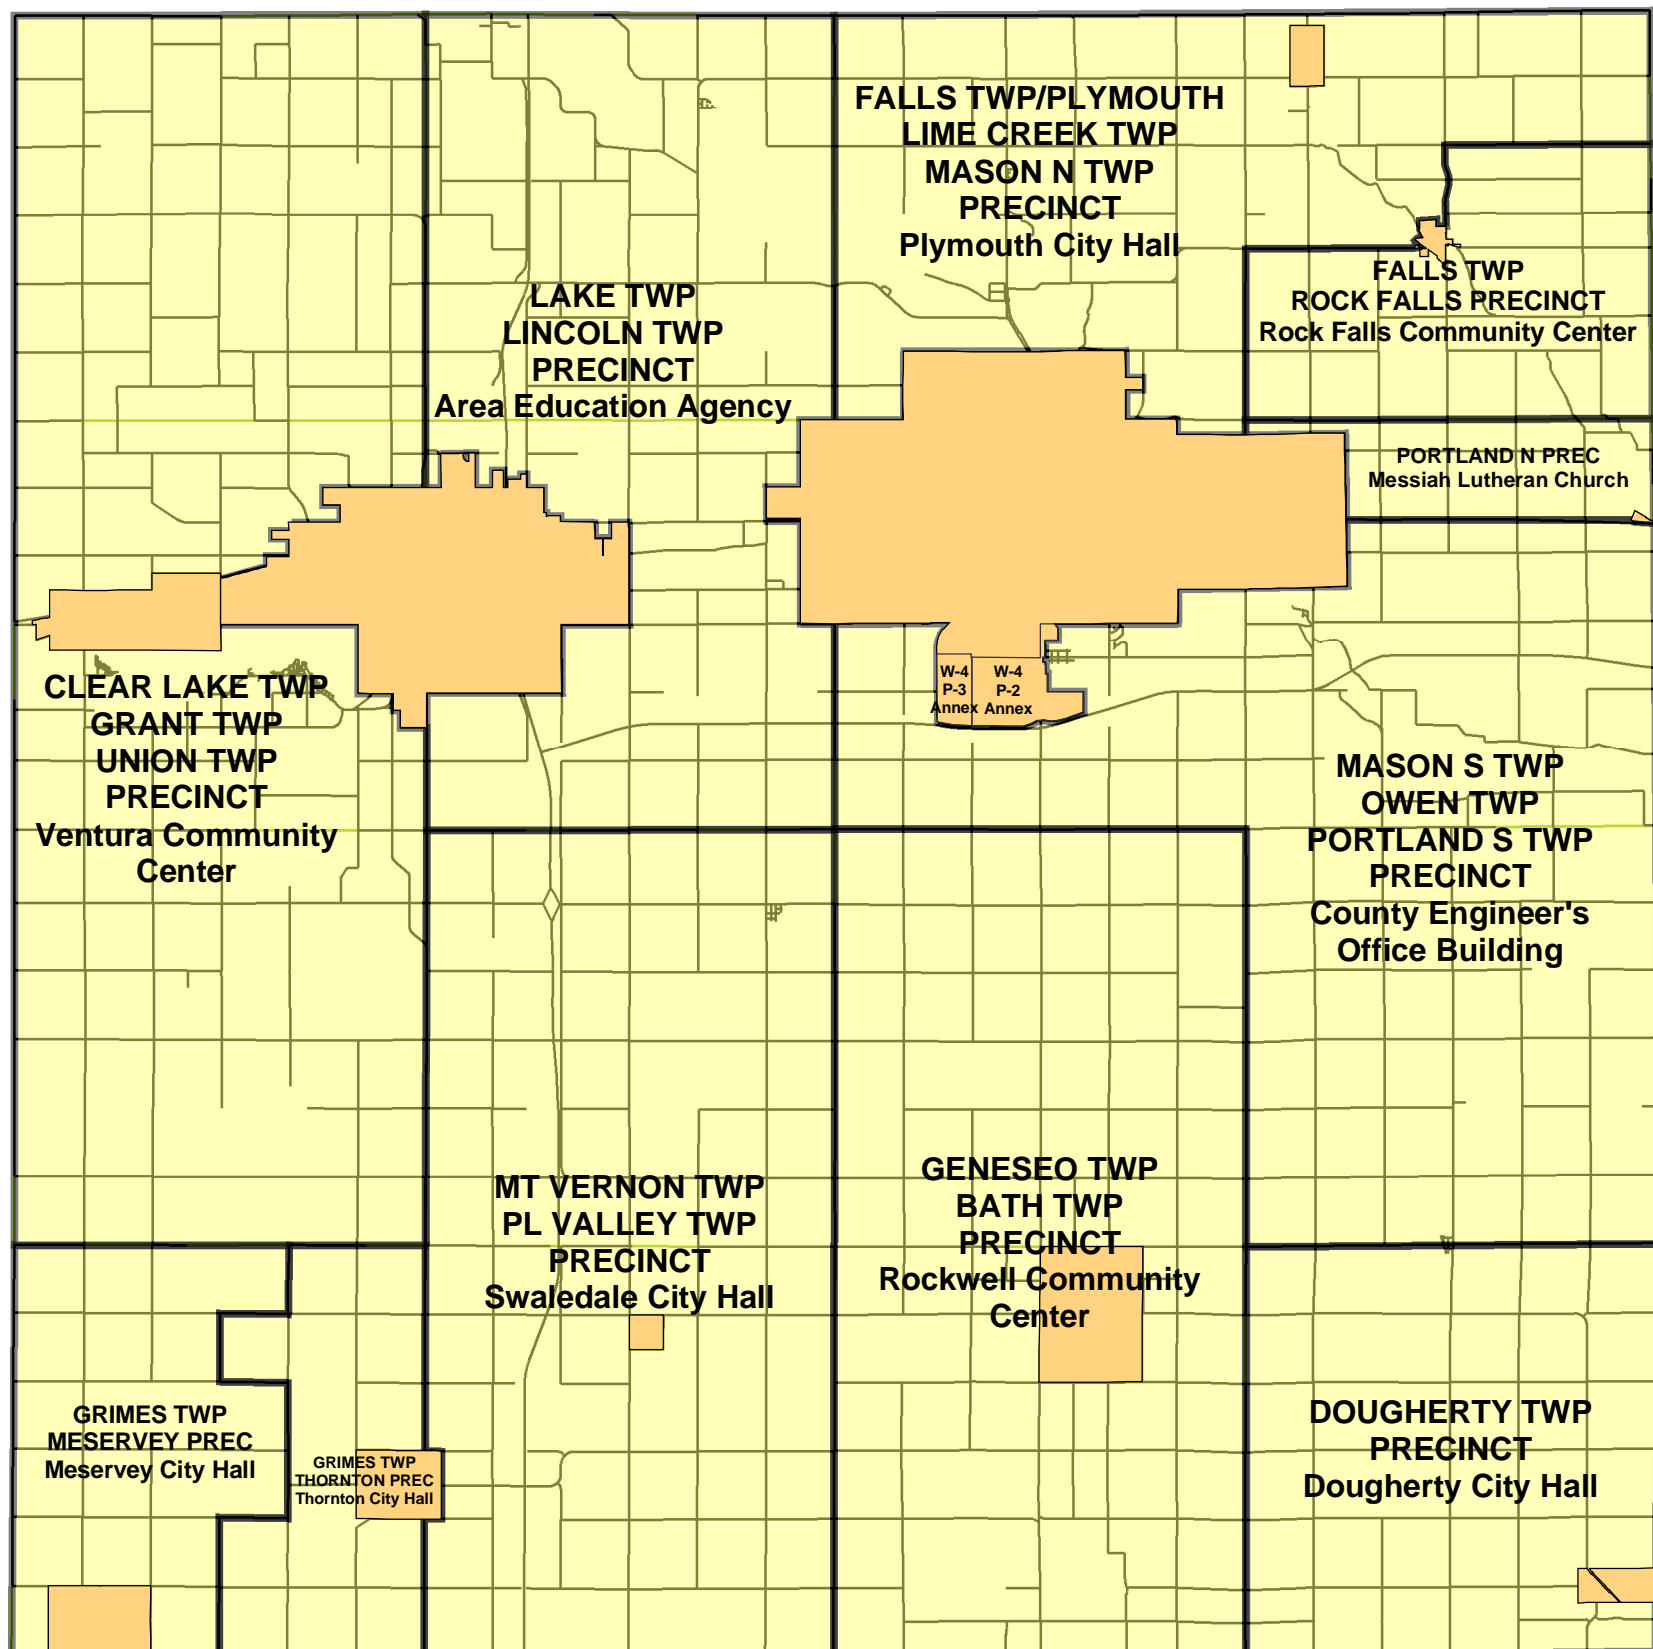 FALLS TWP/PLYMOUTH
LIME CREEK TWP
MASON N TWP
PRECINCT
Plymouth City Hall
FALLS TWP
ROCK FALLS PRECINCT
Rock Falls Community Center
LAKE TWP
LINCOLN TWP
PRECINCT
Area Education Agency
PORTLAND N PREC
Messiah Lutheran Church
CLEAR LAKE TWP
GRANT TWP
UNION TWP
PRECINCT
Ventura Community
Center
W-4
P-3
Annex
W-4
P-2
Annex
MASON S TWP
OWEN TWP
PORTLAND S TWP
PRECINCT
County Engineer's
Office Building
MT VERNON TWP
PL VALLEY TWP
PRECINCT
Swaledale City Hall
GENESEO TWP
BATH TWP
PRECINCT
Rockwell Community
Center
GRIMES TWP
MESERVEY PREC
Meservey City Hall
GRIMES TWP
THORNTON PREC
Thornton City Hall
DOUGHERTY TWP
PRECINCT
Dougherty City Hall